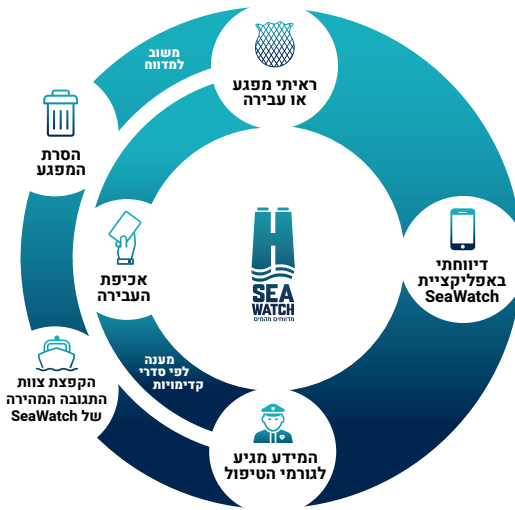 ראיתי מפגע
או עבירה
דיווחתי
באפליקציית
SeaWatch
המידע מגיע
לגורמי הטיפול
מענה
לפי סדרי
קדימויות
הקפצת צוות
התגובה המהירה
של SeaWatch
אכיפת
העבירה
הסרת
המפגע
משוב
למדווח
SEA
WATCH
מדווחים מהמים